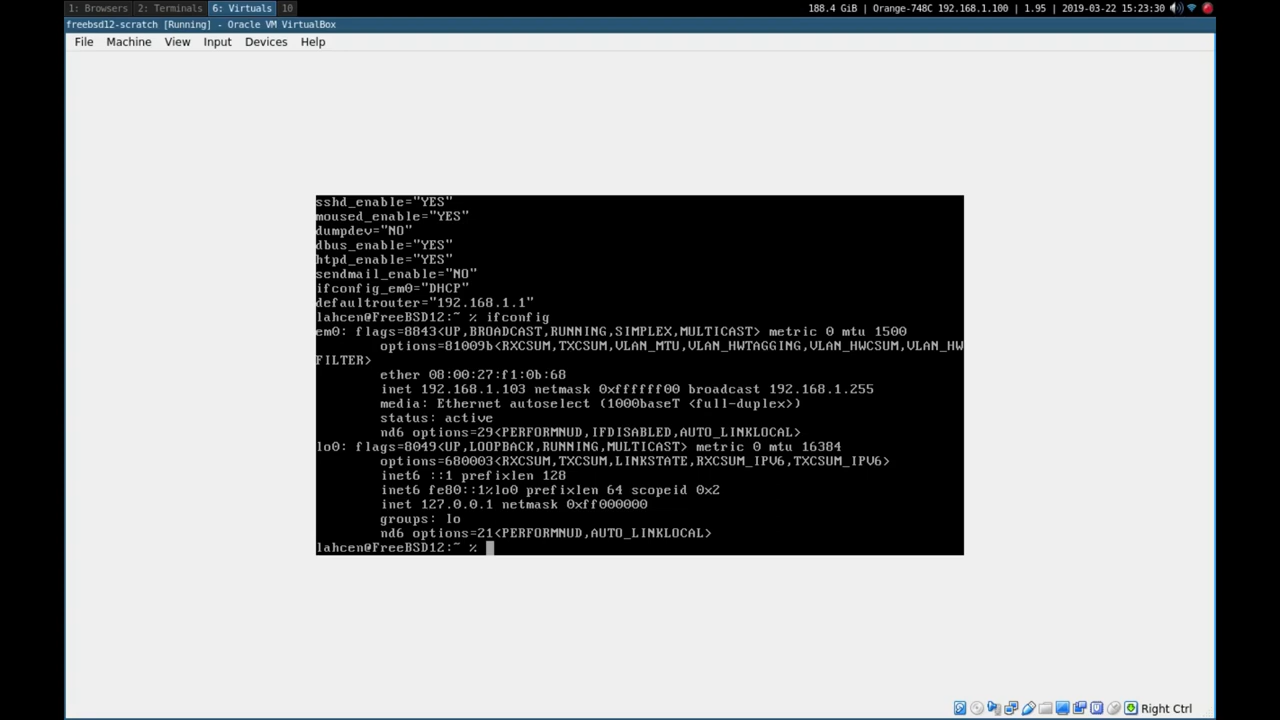 1: Browsers 2: Terminals 6: Virtuals 10 188.4 GiB | Orange-748C 192.168.1.100 | 1.95 | 2019-03-22 15:23:30
freebsd12-scratch [Running] - Oracle VM VirtualBox
File Machine View Input Devices Help
sshd_enable="YES"
moused_enable="YES"
dumpdev="NO"
dbus_enable="YES"
htpd_enable="YES"
sendmail_enable="NO"
ifconfig_em0="DHCP"
defaultrouter="192.168.1.1"
lahcen@FreeBSD12:~ % ifconfig
em0: flags=8843<UP,BROADCAST,RUNNING,SIMPLEX,MULTICAST> metric 0 mtu 1500
options=81009b<RXCSUM,TXCSUM,VLAN_MTU,VLAN_HWTAGGING,VLAN_HWCSUM,VLAN_HW
FILTER>
ether 08:00:27:f1:0b:68
inet 192.168.1.103 netmask 0xffffff00 broadcast 192.168.1.255
media: Ethernet autoselect (1000baseT <full-duplex>)
status: active
nd6 options=29<PERFORMNUD,IFDISABLED,AUTO_LINKLOCAL>
lo0: flags=8049<UP,LOOPBACK,RUNNING,MULTICAST> metric 0 mtu 16384
options=680003<RXCSUM,TXCSUM,LINKSTATE,RXCSUM_IPV6,TXCSUM_IPV6>
inet6 ::1 prefixlen 128
inet6 fe80::1%lo0 prefixlen 64 scopeid 0x2
inet 127.0.0.1 netmask 0xff000000
groups: lo
nd6 options=21<PERFORMNUD,AUTO_LINKLOCAL>
lahcen@FreeBSD12:~ %
Right Ctrl